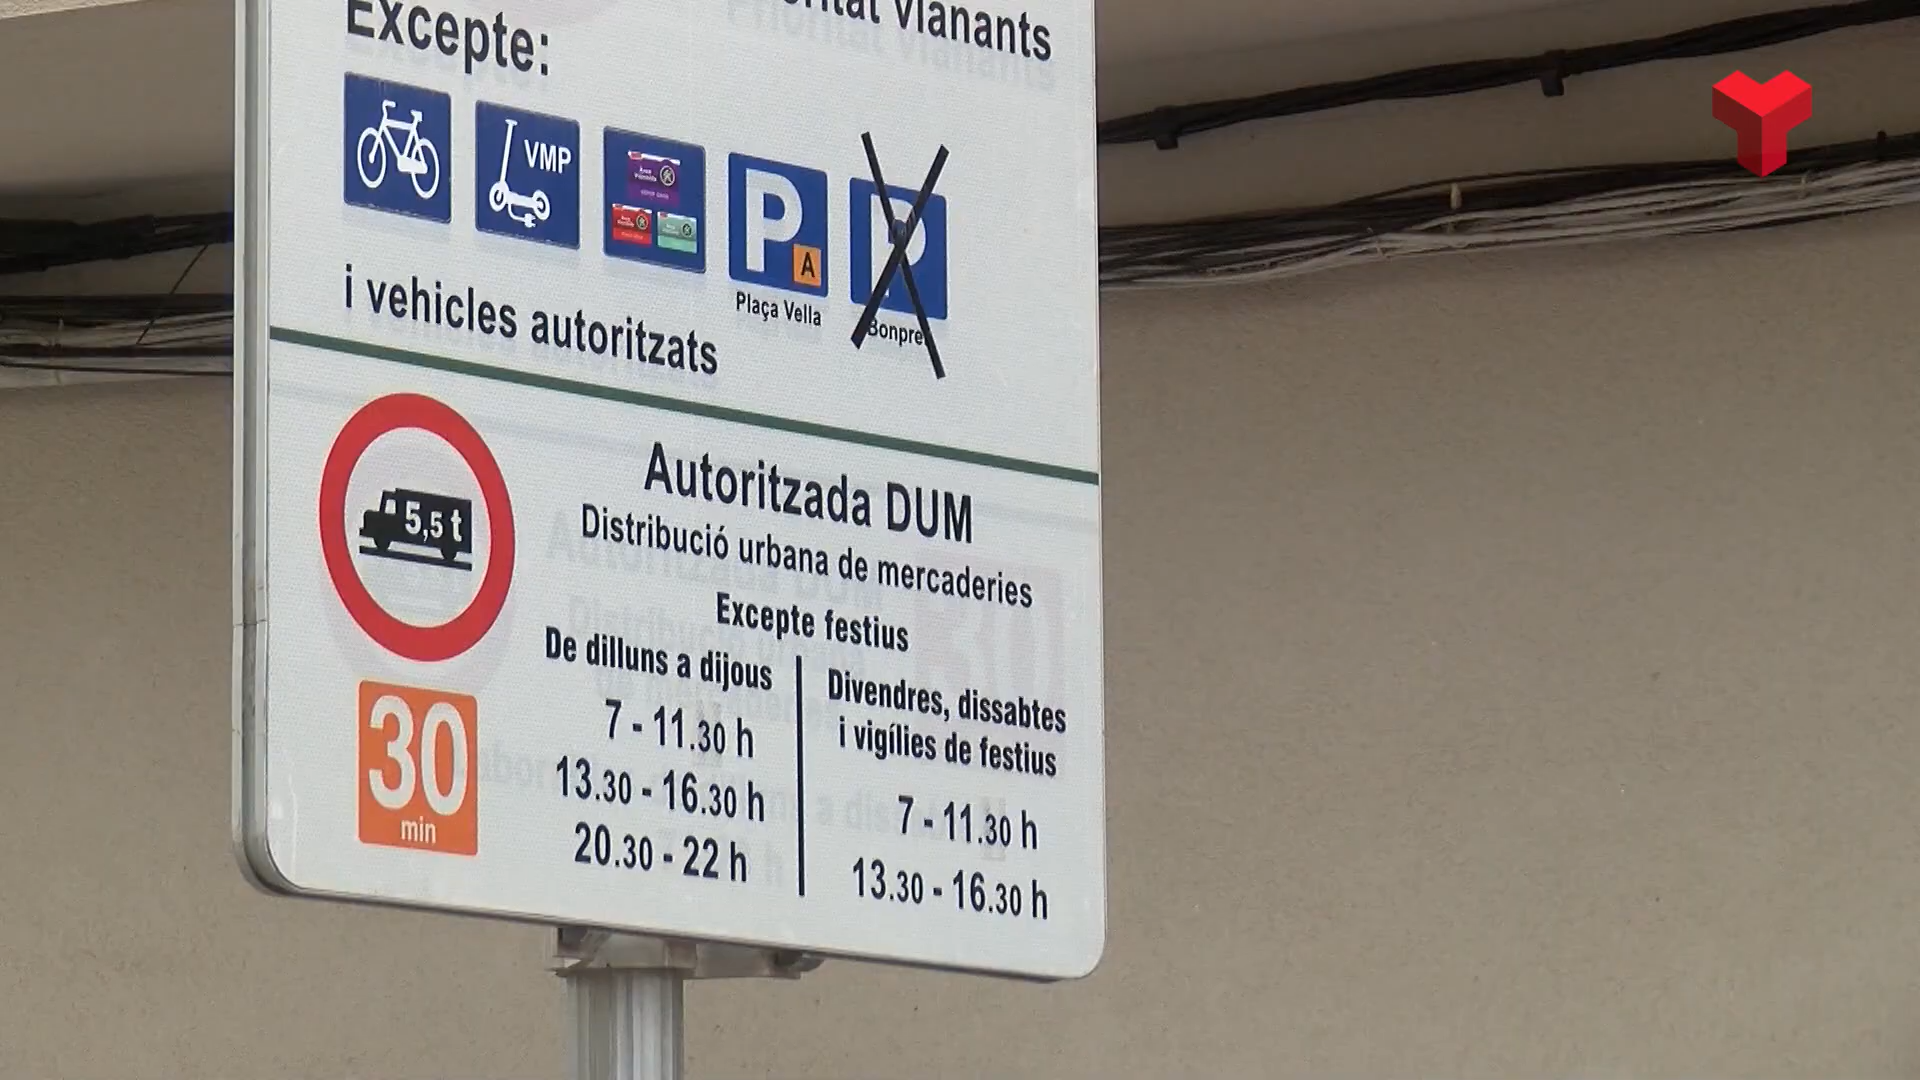 vianants
Excepte:
VMP
P
A
Plaça Vella
P
i vehicles autoritzats
5,5 t
Autoritzada DUM
Distribució urbana de mercaderies
Excepte festius
De dilluns a dijous
7 - 11.30 h
13.30 - 16.30 h
20.30 - 22 h
Divendres, dissabtes
i vigílies de festius
7 - 11.30 h
13.30 - 16.30 h
30
min